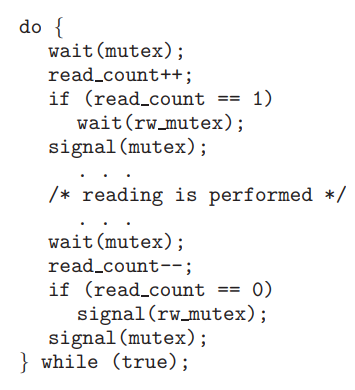 do {
wait(mutex);
read_count++;
if (read_count == 1)
wait(rw_mutex);
signal(mutex);
. . .
/* reading is performed */
. . .
wait(mutex);
read_count--;
if (read_count == 0)
signal(rw_mutex);
signal(mutex);
} while (true);